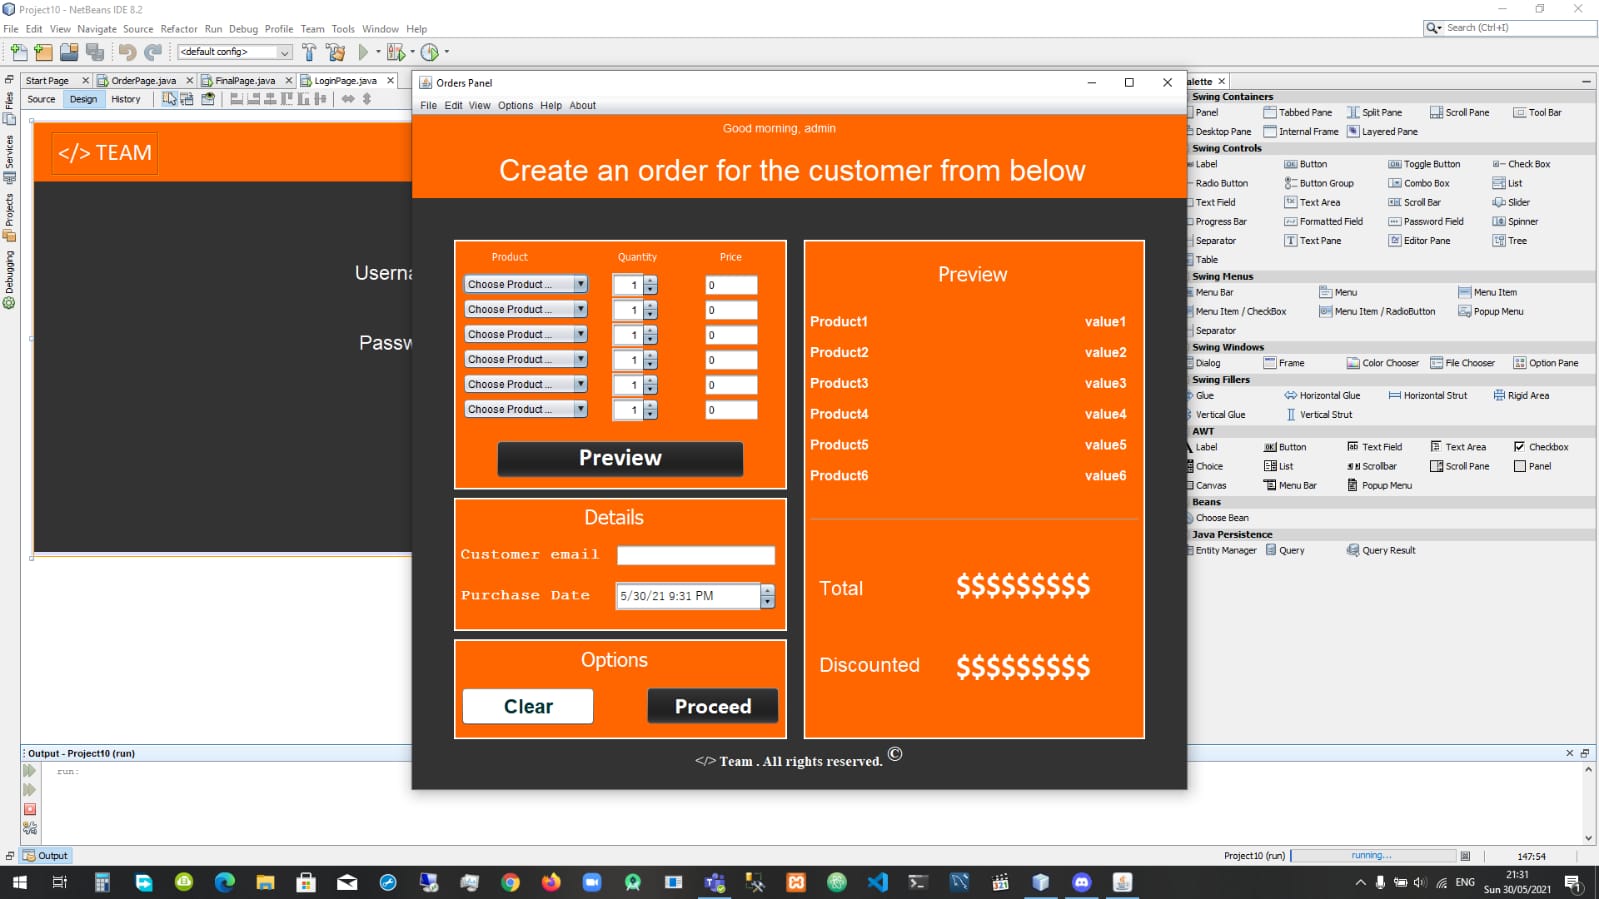 Project10 - NetBeans IDE 8.2
File Edit View Navigate Source Refactor Run Debug Profile Team Tools Window Help
Search (Ctrl+I)
<default config>
Start Page OrderPage.java FinalPage.java LoginPage.java
Source Design History
Files
Services
Projects
Debugging
</> TEAM
Userna
Passw
Orders Panel
File Edit View Options Help About
Good morning, admin
Create an order for the customer from below
Product Quantity Price
Choose Product ... 1 0
Choose Product ... 1 0
Choose Product ... 1 0
Choose Product ... 1 0
Choose Product ... 1 0
Choose Product ... 1 0
Preview
Details
Customer email
Purchase Date 5/30/21 9:31 PM
Options
Clear Proceed
Preview
Product1 value1
Product2 value2
Product3 value3
Product4 value4
Product5 value5
Product6 value6
Total $$$$$$$$$
Discounted $$$$$$$$$
</> Team . All rights reserved. ©
alette
Swing Containers
Panel Tabbed Pane Split Pane Scroll Pane Tool Bar
Desktop Pane Internal Frame Layered Pane
Swing Controls
Label Button Toggle Button Check Box
Radio Button Button Group Combo Box List
Text Field Text Area Scroll Bar Slider
Progress Bar Formatted Field Password Field Spinner
Separator Text Pane Editor Pane Tree
Table
Swing Menus
Menu Bar Menu Menu Item
Menu Item / CheckBox Menu Item / RadioButton Popup Menu
Separator
Swing Windows
Dialog Frame Color Chooser File Chooser Option Pane
Swing Fillers
Glue Horizontal Glue Horizontal Strut Rigid Area
Vertical Glue Vertical Strut
AWT
Label Button Text Field Text Area Checkbox
Choice List Scrollbar Scroll Pane Panel
Canvas Menu Bar Popup Menu
Beans
Choose Bean
Java Persistence
Entity Manager Query Query Result
Output - Project10 (run)
run:
Output
Project10 (run) running... 147:54
321
ENG
21:31
Sun 30/05/2021
1